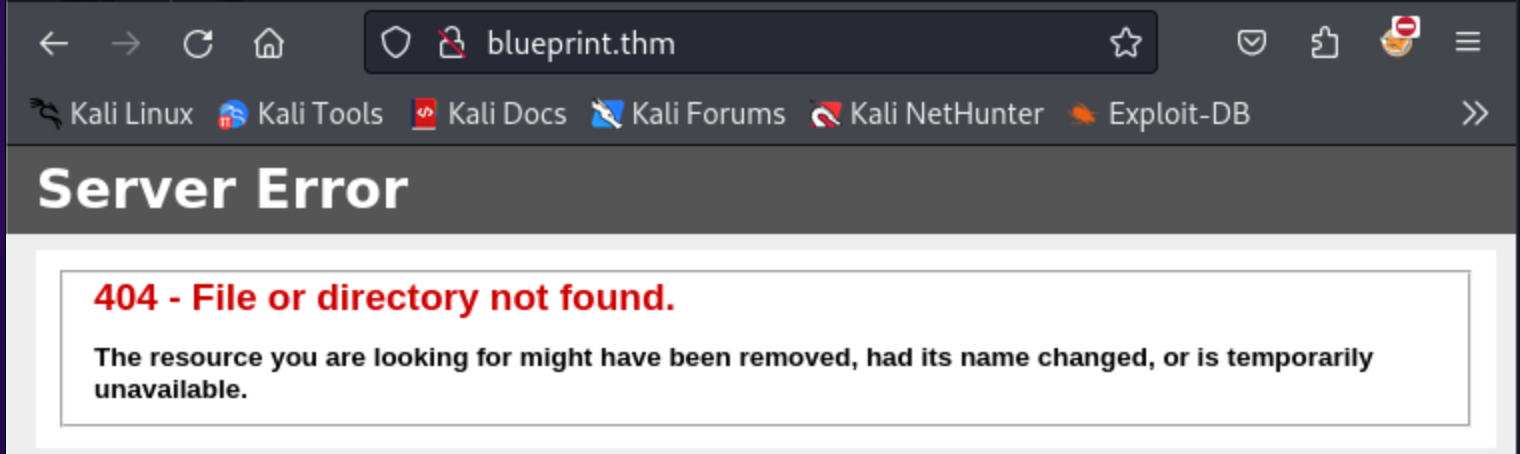 blueprint.thm
Kali Linux Kali Tools Kali Docs Kali Forums Kali NetHunter Exploit-DB
Server Error
404 - File or directory not found.
The resource you are looking for might have been removed, had its name changed, or is temporarily
unavailable.